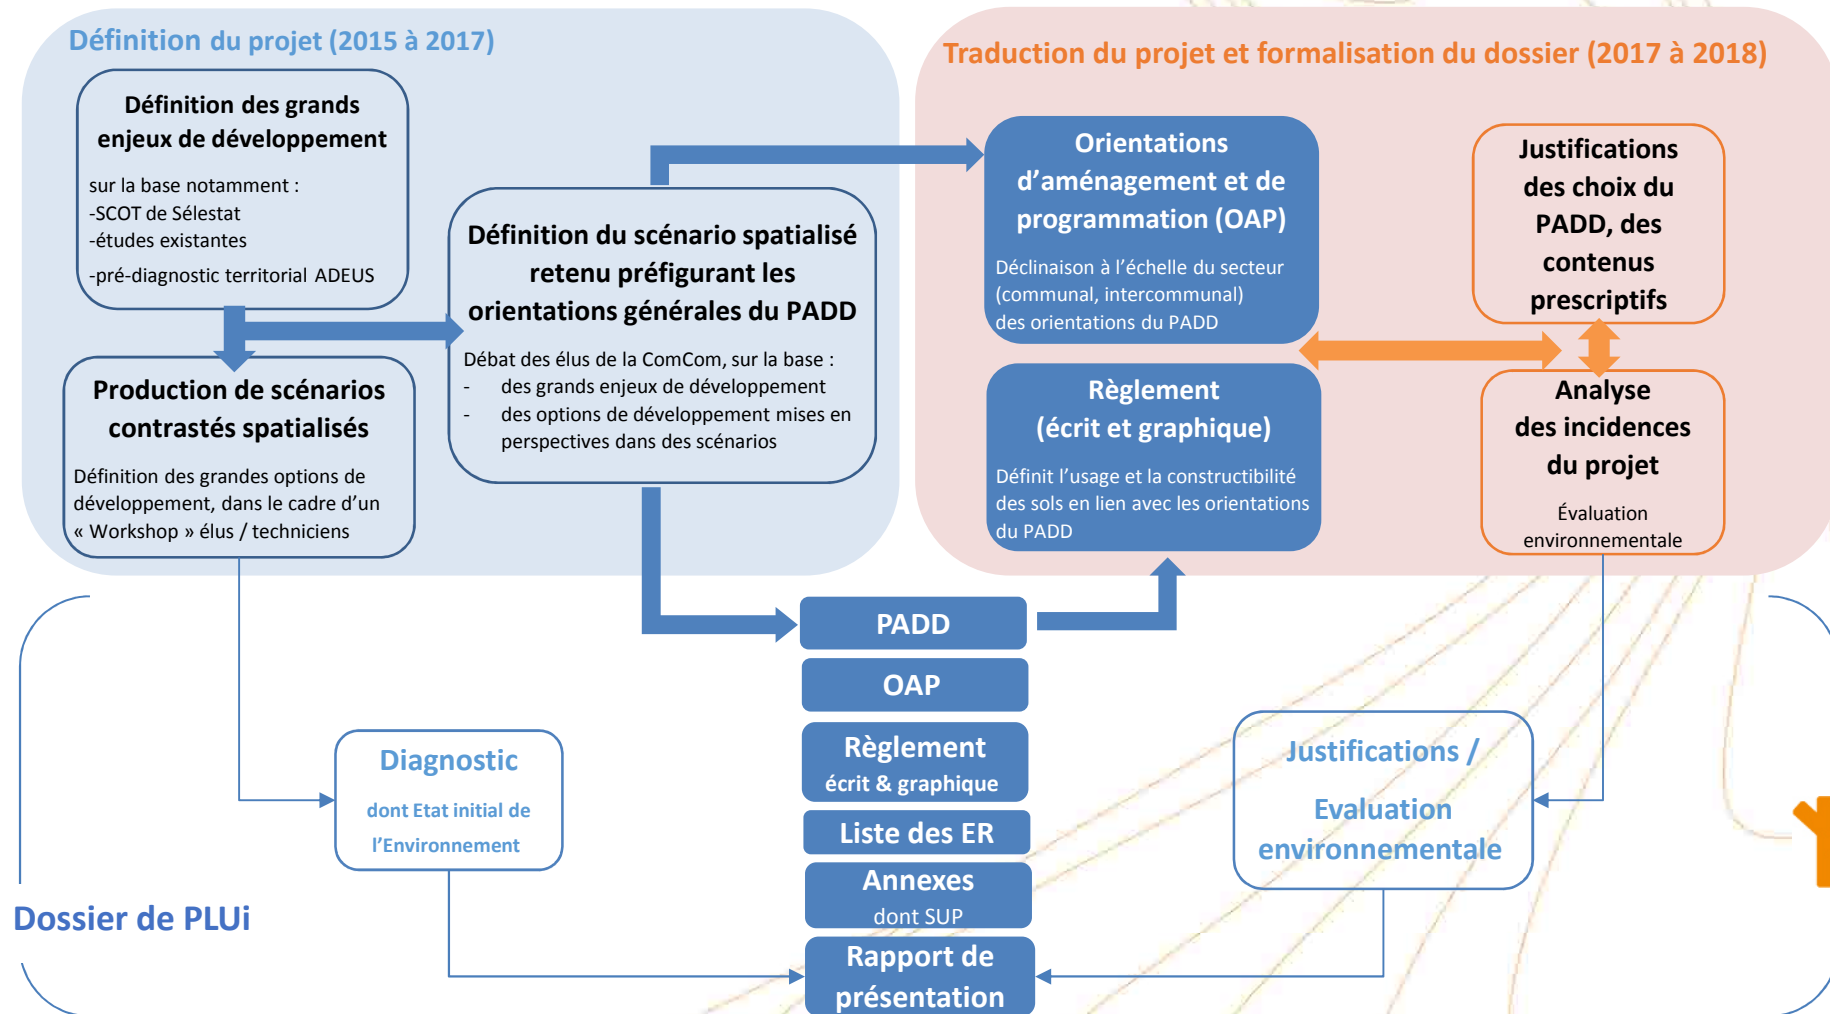 Définition du projet (2015 à 2017)
Définition des grands
enjeux de développement
sur la base notamment :
-SCOT de Sélestat
-études existantes
-pré-diagnostic territorial ADEUS
Production de scénarios
contrastés spatialisés
Définition des grandes options de
développement, dans le cadre d'un
« Workshop » élus / techniciens
Définition du scénario spatialisé
retenu préfigurant les
orientations générales du PADD
Débat des élus de la ComCom, sur la base :
- des grands enjeux de développement
- des options de développement mises en
perspectives dans des scénarios
Traduction du projet et formalisation du dossier (2017 à 2018)
Orientations
d'aménagement et de
programmation (OAP)
Déclinaison à l'échelle du secteur
(communal, intercommunal)
des orientations du PADD
Règlement
(écrit et graphique)
Définit l'usage et la constructibilité
des sols en lien avec les orientations
du PADD
Justifications
des choix du
PADD, des
contenus
prescriptifs
Analyse
des incidences
du projet
Évaluation
environnementale
PADD
OAP
Règlement
écrit & graphique
Liste des ER
Annexes
dont SUP
Rapport de
présentation
Diagnostic
dont Etat initial de
l'Environnement
Justifications /
Evaluation
environnementale
Dossier de PLUi